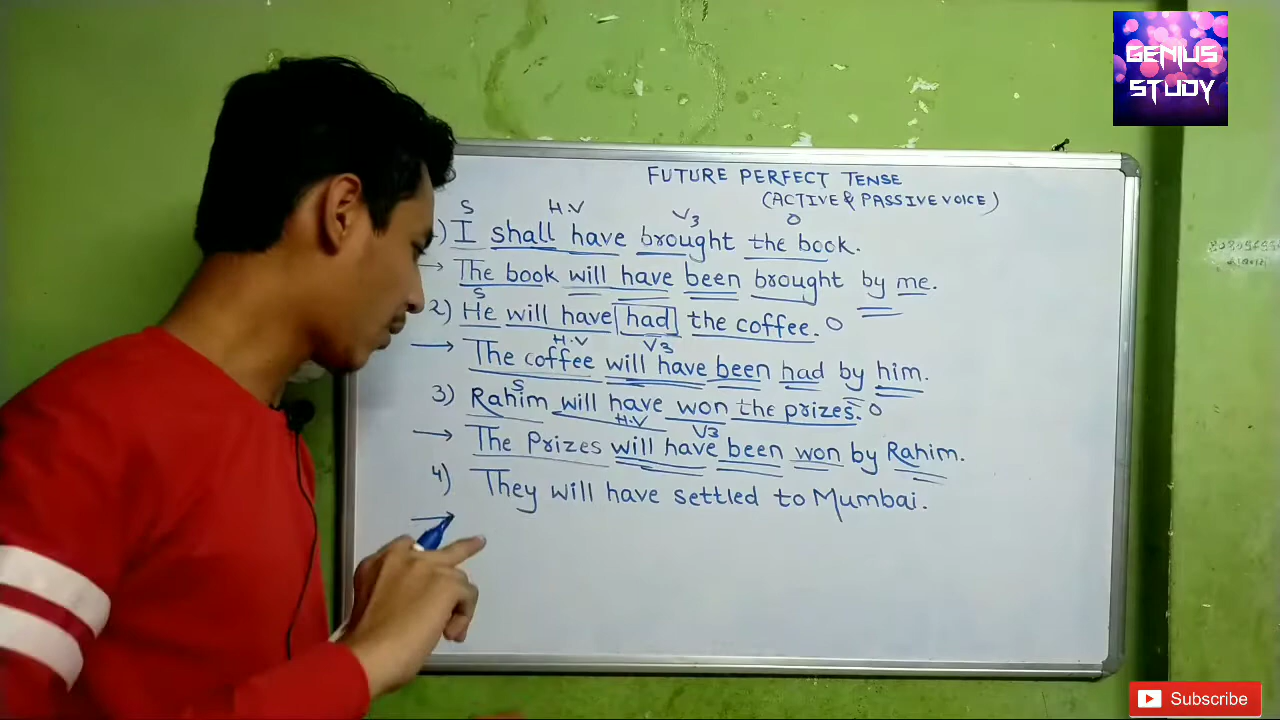 GENIUS
STUDY
FUTURE PERFECT TENSE
(ACTIVE & PASSIVE VOICE)
S H.V V3 O
1) I shall have brought the book.
→ The book will have been brought by me.
S
2) He will have had the coffee. O
H.V V3
→ The coffee will have been had by him.
S
3) Rahim will have won the prizes. O
H.V V3
→ The Prizes will have been won by Rahim.
4) They will have settled to Mumbai.
→
Subscribe